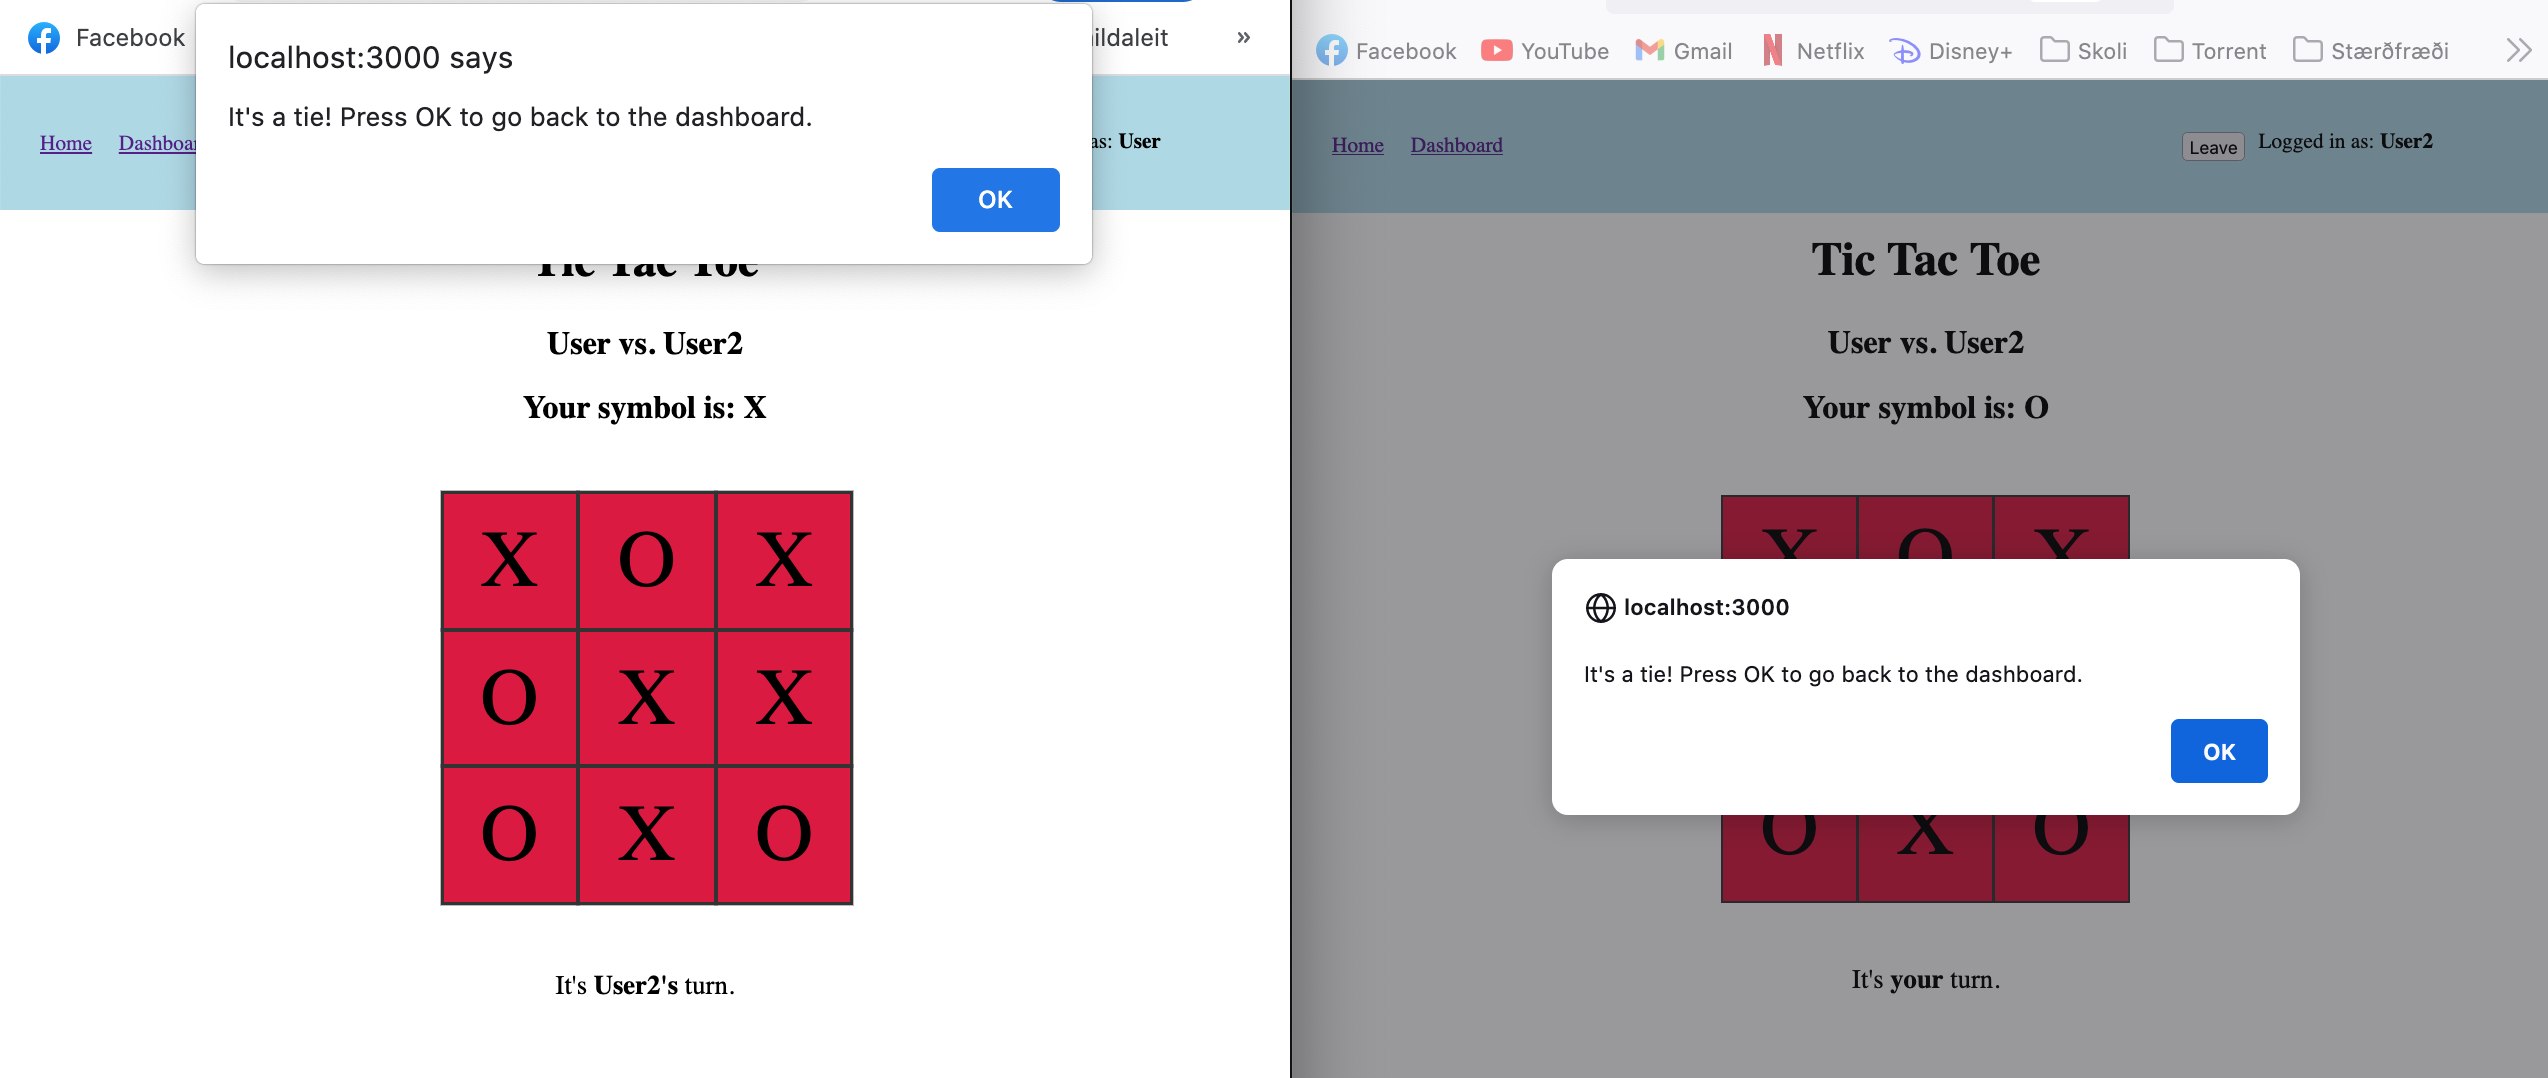 Facebook
localhost:3000 says
It's a tie! Press OK to go back to the dashboard.
OK
»
Home
as: User
Tic Tac Toe
User vs. User2
Your symbol is: X
X O X
O X X
O X O
It's User2's turn.
Facebook YouTube Gmail Netflix Disney+ Skoli Torrent Stærðfræði
Home Dashboard Leave Logged in as: User2
Tic Tac Toe
User vs. User2
Your symbol is: O
X O X
localhost:3000
It's a tie! Press OK to go back to the dashboard.
OK
O X O
It's your turn.